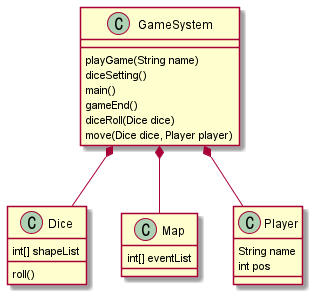 C GameSystem
playGame(String name)
diceSetting()
main()
gameEnd()
diceRoll(Dice dice)
move(Dice dice, Player player)
C Dice
int[] shapeList
roll()
C Map
int[] eventList
C Player
String name
int pos